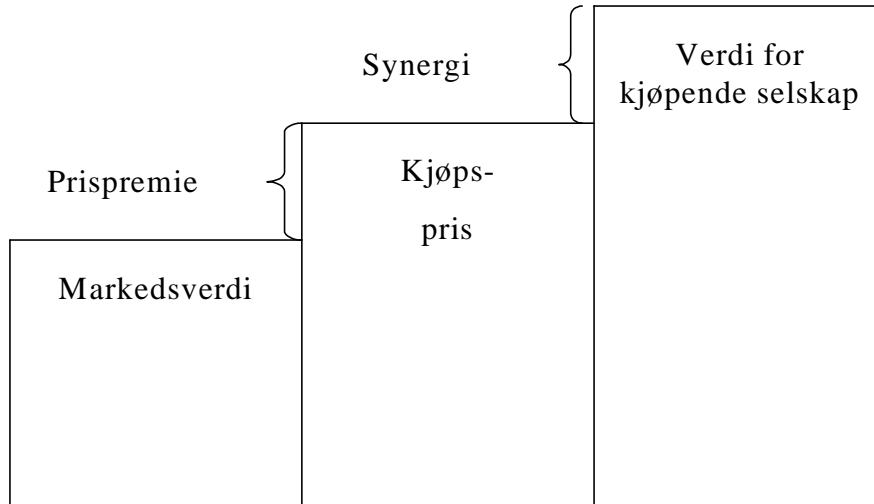 Synergi
Verdi for
kjøpende selskap
Prispremie
Kjøps-
pris
Markedsverdi